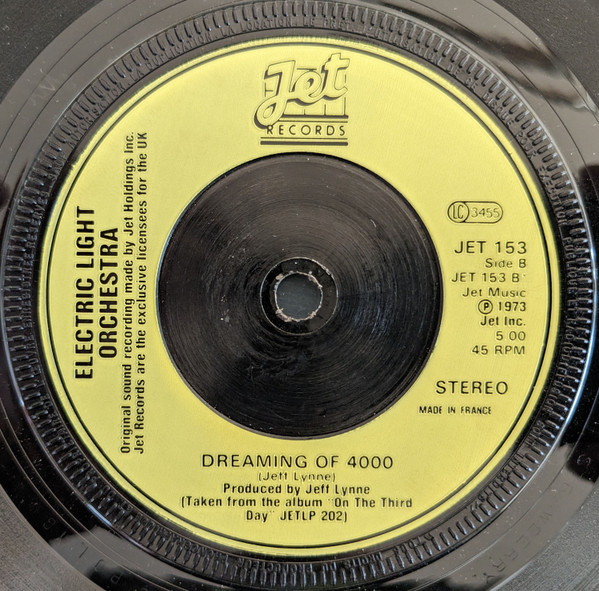 Jet
RECORDS
ELECTRIC LIGHT
ORCHESTRA
Original sound recording made by Jet Holdings Inc.
Jet Records are the exclusive licensees for the UK
LC 3455
JET 153
Side B
JET 153 B
Jet Music
Ⓟ 1973
Jet Inc.
5 00
45 RPM
STEREO
MADE IN FRANCE
DREAMING OF 4000
(Jeff Lynne)
Produced by Jeff Lynne
(Taken from the album "On The Third
Day" JETLP 202)